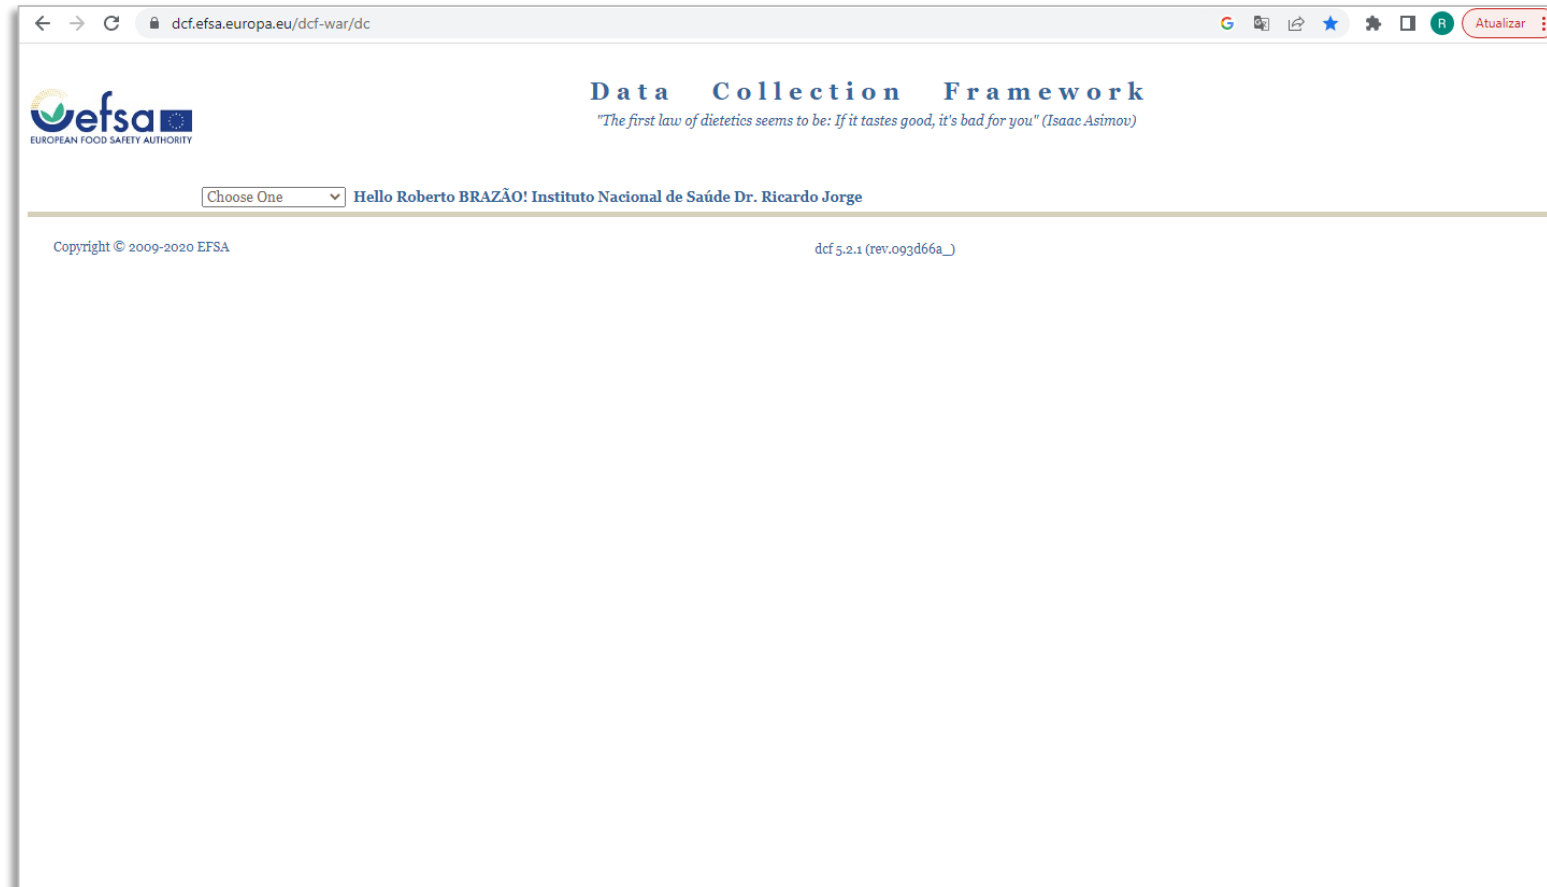 dcf.efsa.europa.eu/dcf-war/dc
R
Atualizar
efsa
EUROPEAN FOOD SAFETY AUTHORITY
Data Collection Framework
"The first law of dietetics seems to be: If it tastes good, it's bad for you" (Isaac Asimov)
Choose One
Hello Roberto BRAZÃO! Instituto Nacional de Saúde Dr. Ricardo Jorge
Copyright © 2009-2020 EFSA
dcf 5.2.1 (rev.093d66a_)